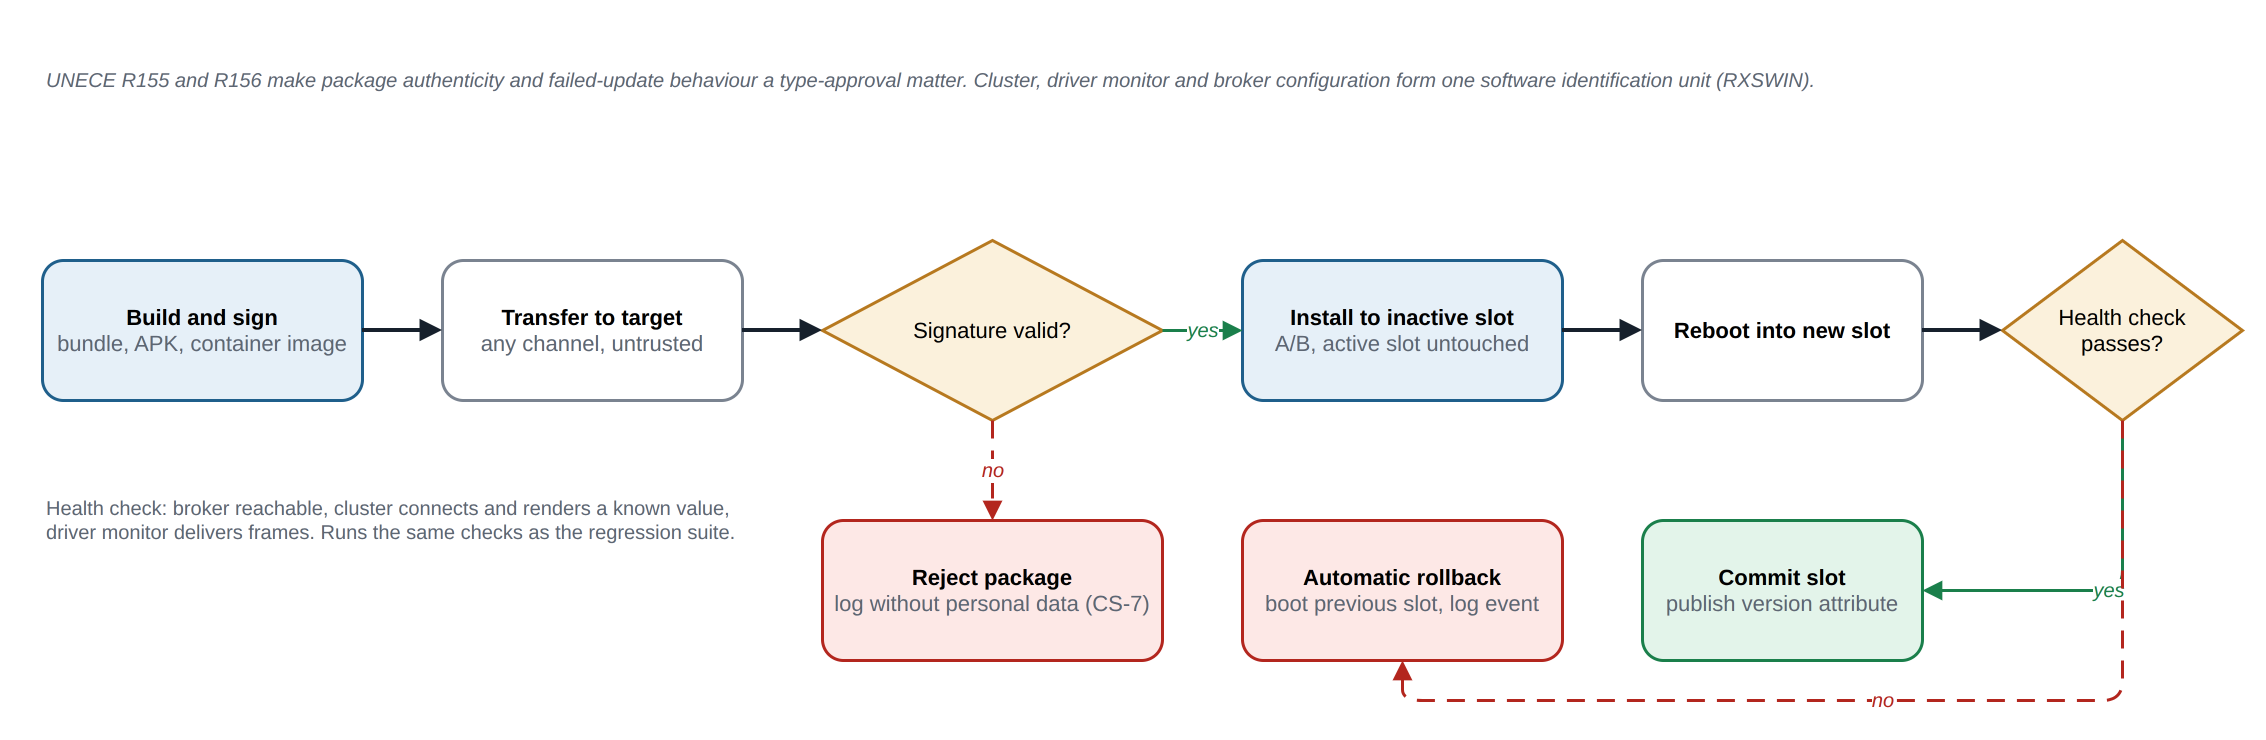 UNECE R155 and R156 make package authenticity and failed-update behaviour a type-approval matter. Cluster, driver monitor and broker configuration form one software identification unit (RXSWIN).
Build and sign
bundle, APK, container image
Transfer to target
any channel, untrusted
Signature valid?
yes
Install to inactive slot
A/B, active slot untouched
Reboot into new slot
Health check
passes?
no
Health check: broker reachable, cluster connects and renders a known value,
driver monitor delivers frames. Runs the same checks as the regression suite.
Reject package
log without personal data (CS-7)
Automatic rollback
boot previous slot, log event
Commit slot
publish version attribute
yes
no